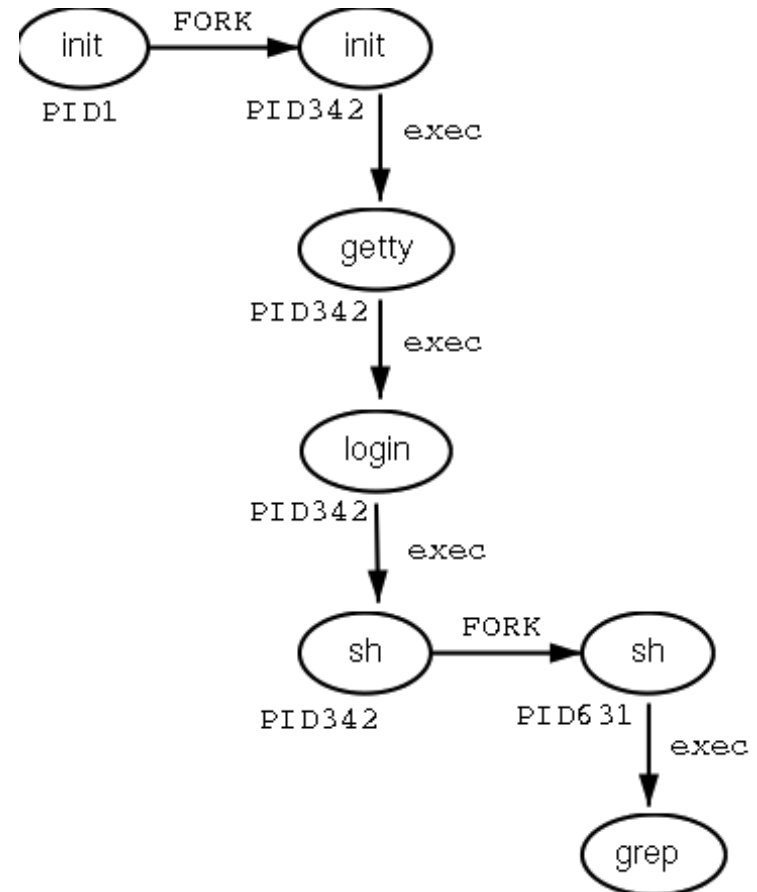 FORK
init
init
PID1
PID342
exec
getty
PID342
exec
login
PID342
exec
FORK
sh
sh
PID342
PID631
exec
grep